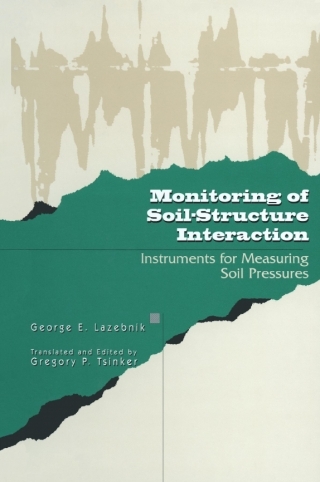 Monitoring of
Soil-Structure
Interaction
Instruments for Measuring
Soil Pressures
George E. Lazebnik
Translated and Edited by
Gregory P. Tsinker